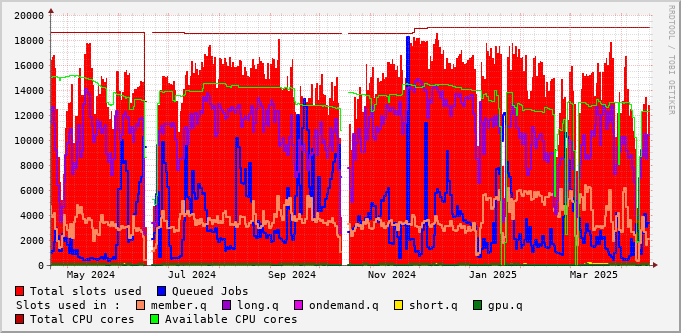 20000
18000
16000
14000
12000
10000
8000
6000
4000
2000
0
May 2024 Jul 2024 Sep 2024 Nov 2024 Jan 2025 Mar 2025
RRDTOOL / TOBI OETIKER
Total slots used Queued Jobs
Slots used in : member.q long.q ondemand.q short.q gpu.q
Total CPU cores Available CPU cores